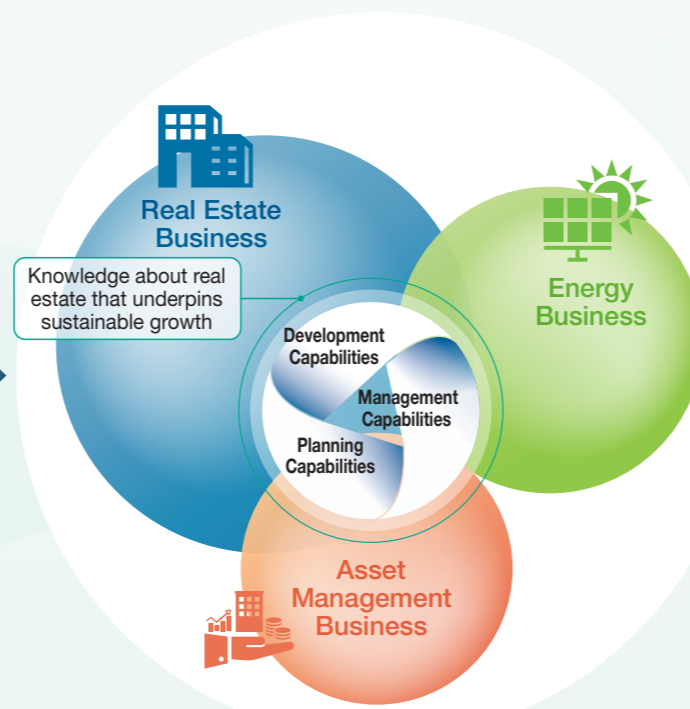 Real Estate
Business
Knowledge about real
estate that underpins
sustainable growth
Energy
Business
Development
Capabilities
Management
Capabilities
Planning
Capabilities
Asset
Management
Business